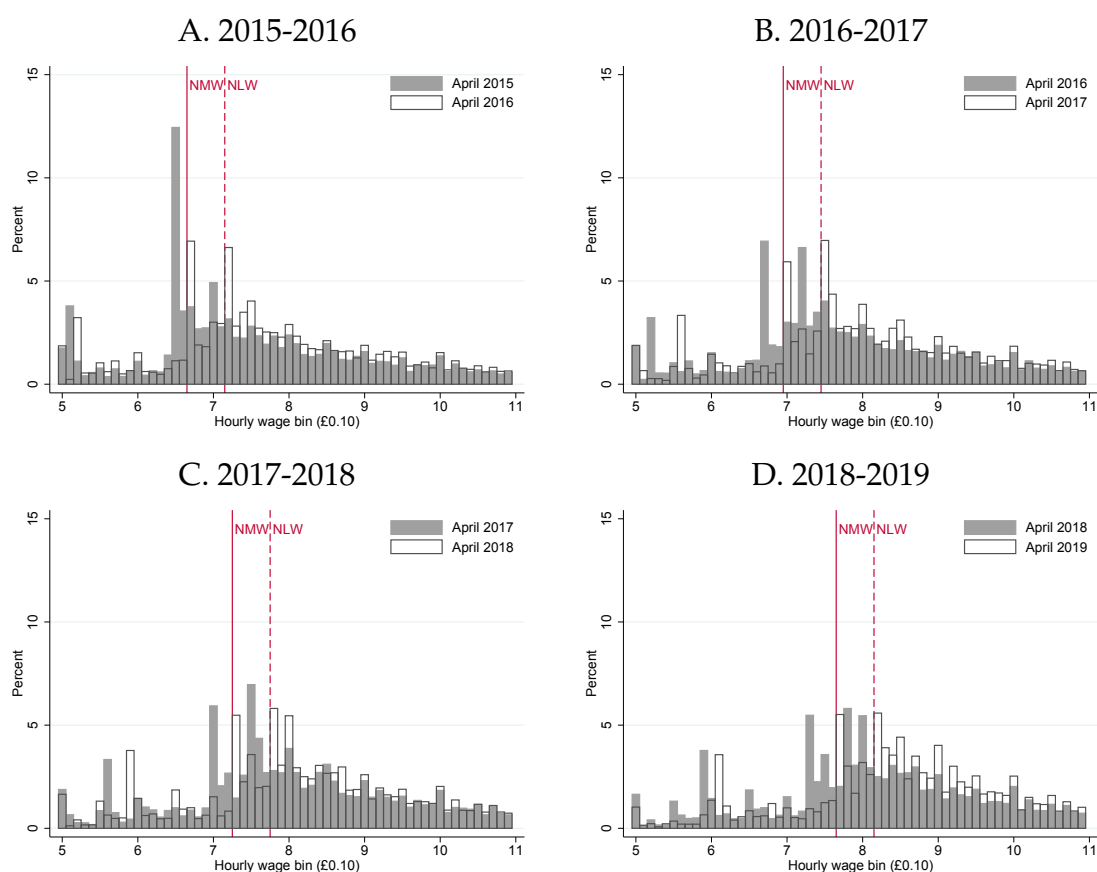 A. 2015-2016
B. 2016-2017
15
10
5
0
Percent
NMW NLW
April 2015
April 2016
5 6 7 8 9 10 11
Hourly wage bin (£0.10)
15
10
5
0
Percent
NMW NLW
April 2016
April 2017
5 6 7 8 9 10 11
Hourly wage bin (£0.10)
C. 2017-2018
D. 2018-2019
15
10
5
0
Percent
NMW NLW
April 2017
April 2018
5 6 7 8 9 10 11
Hourly wage bin (£0.10)
15
10
5
0
Percent
NMW NLW
April 2018
April 2019
5 6 7 8 9 10 11
Hourly wage bin (£0.10)